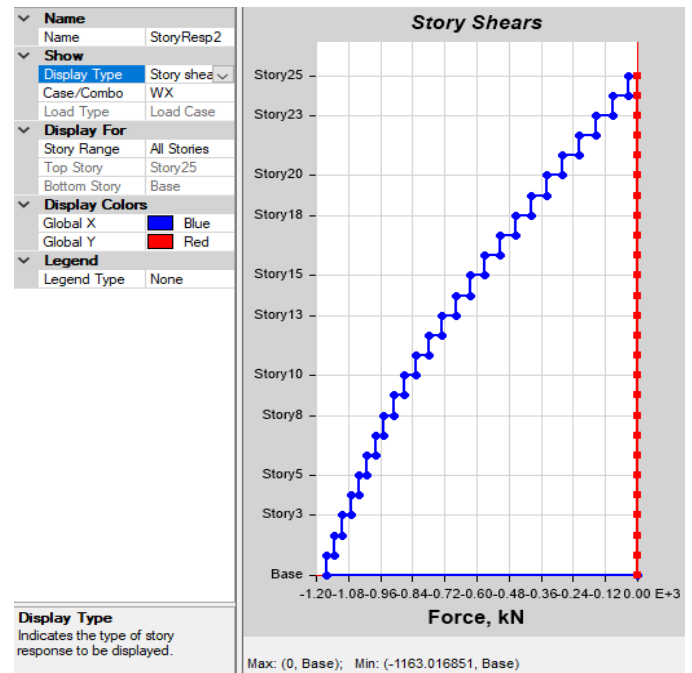 Name
Name StoryResp2
Show
Display Type Story shea
Case/Combo WX
Load Type Load Case
Display For
Story Range All Stories
Top Story Story25
Bottom Story Base
Display Colors
Global X Blue
Global Y Red
Legend
Legend Type None
Display Type
Indicates the type of story
response to be displayed.
Story Shears
Story25
Story23
Story20
Story18
Story15
Story13
Story10
Story8
Story5
Story3
Base
-1.20 -1.08 -0.96 -0.84 -0.72 -0.60 -0.48 -0.36 -0.24 -0.12 0.00 E+3
Force, kN
Max: (0, Base); Min: (-1163.016851, Base)